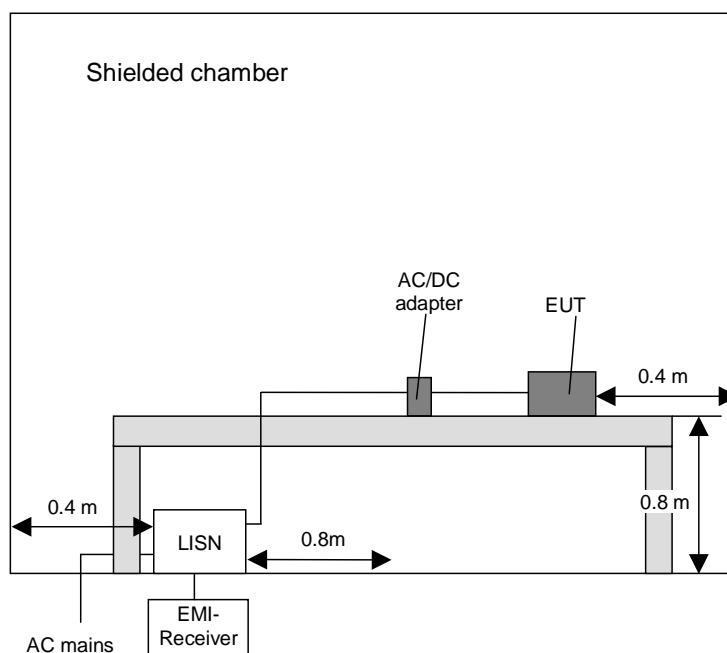 Shielded chamber
AC/DC
adapter
EUT
0.4 m
0.4 m
0.8 m
LISN
0.8m
EMI-
Receiver
AC mains